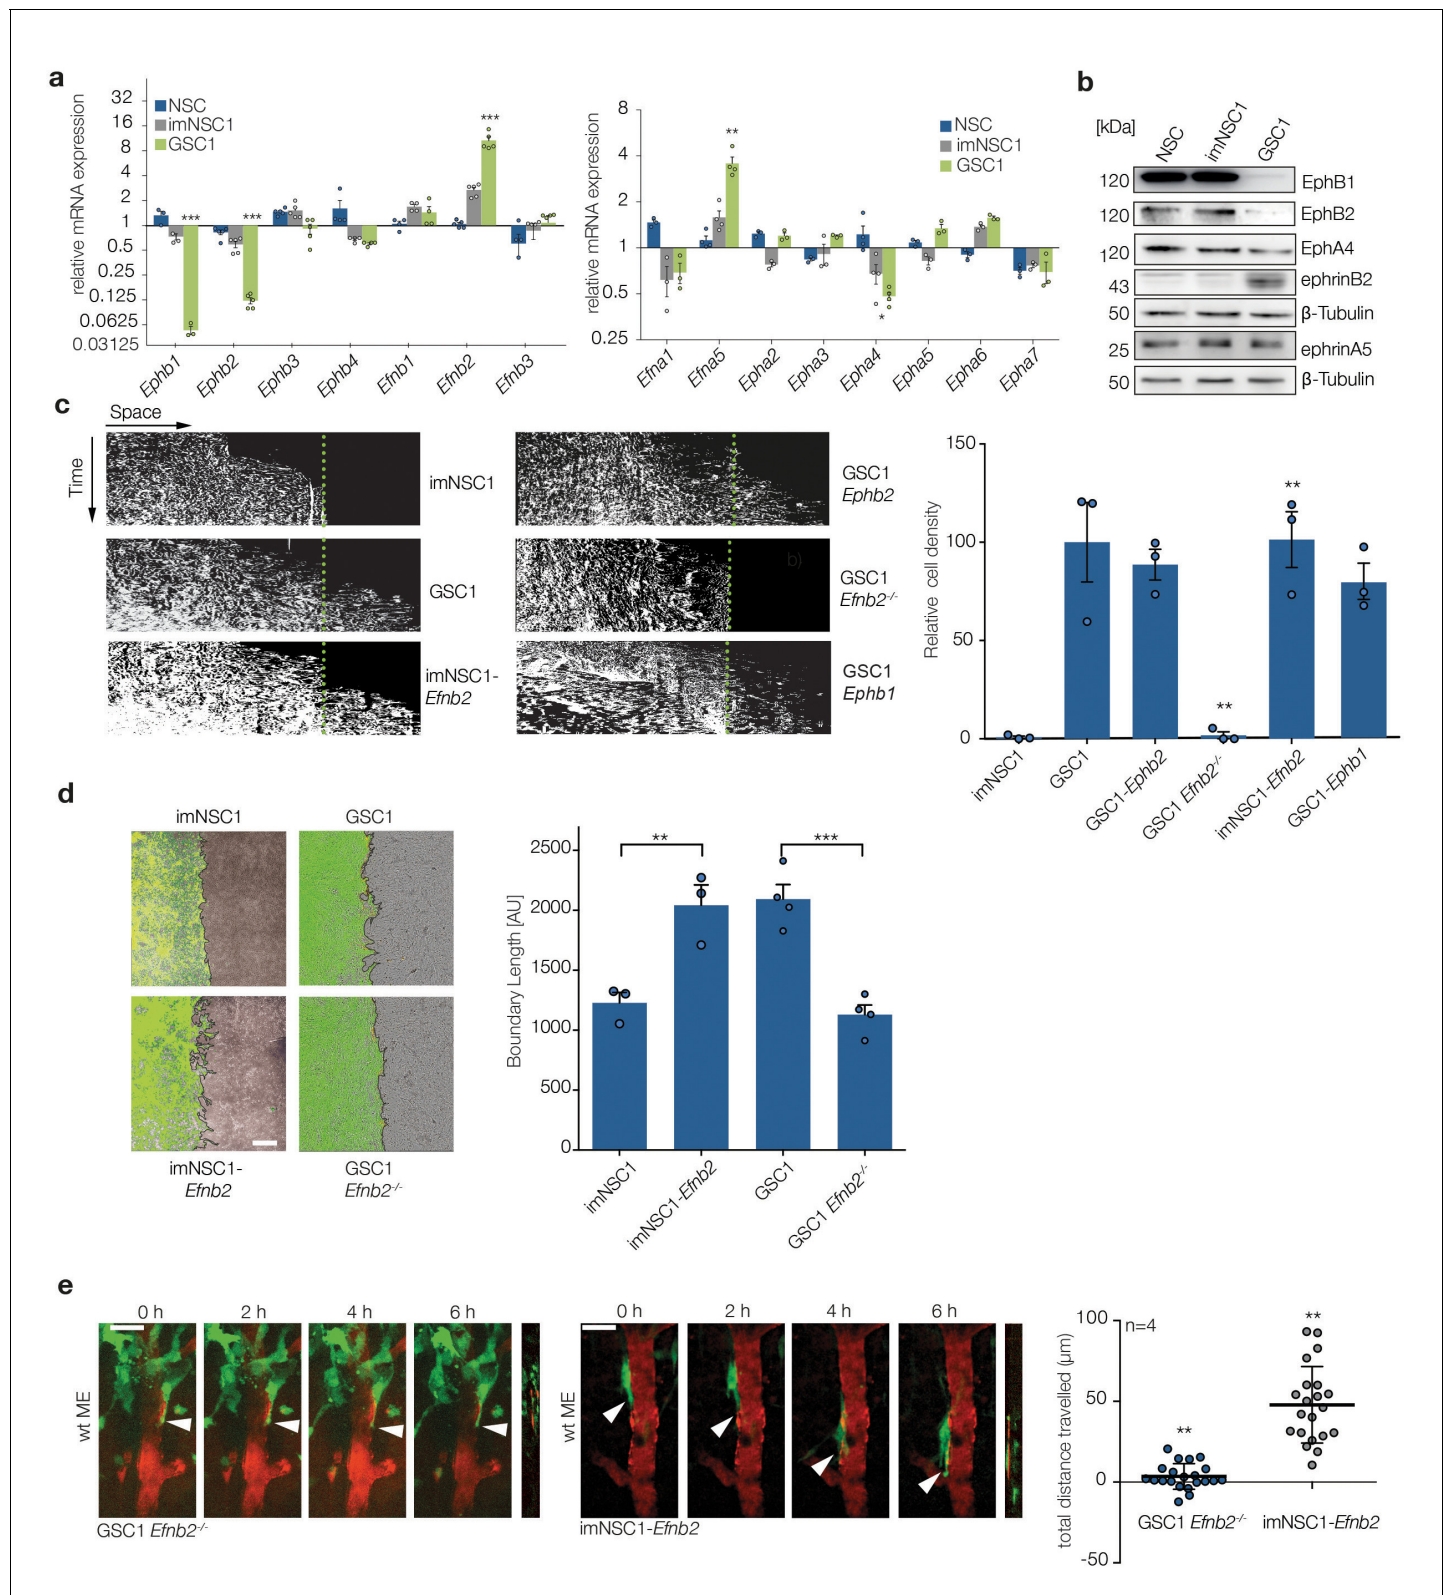 a
relative mRNA expression
32
16
8
4
2
1
0.5
0.25
0.125
0.0625
0.03125
NSC
imNSC1
GSC1
***
***
***
Ephb1
Ephb2
Ephb3
Ephb4
Efnb1
Efnb2
Efnb3
relative mRNA expression
8
4
2
1
0.5
0.25
**
*
NSC
imNSC1
GSC1
Efna1
Efna5
Epha2
Epha3
Epha4
Epha5
Epha6
Epha7
b
[kDa]
NSC
imNSC1
GSC1
120 EphB1
120 EphB2
120 EphA4
43 ephrinB2
50 β-Tubulin
25 ephrinA5
50 β-Tubulin
c
Space
Time
imNSC1
GSC1
imNSC1-
Efnb2
GSC1
Ephb2
b)
GSC1
Efnb2-/-
GSC1
Ephb1
Relative cell density
150
100
50
0
**
**
imNSC1
GSC1
GSC1-Ephb2
GSC1 Efnb2-/-
imNSC1-Efnb2
GSC1-Ephb1
d
imNSC1
GSC1
imNSC1-
Efnb2
GSC1
Efnb2-/-
Boundary Length [AU]
2500
2000
1500
1000
500
0
**
***
imNSC1
imNSC1-Efnb2
GSC1
GSC1 Efnb2-/-
e
0 h
2 h
4 h
6 h
wt ME
GSC1 Efnb2-/-
0 h
2 h
4 h
6 h
wt ME
imNSC1-Efnb2
total distance travelled (µm)
100
50
0
-50
n=4
**
**
GSC1 Efnb2-/-
imNSC1-Efnb2